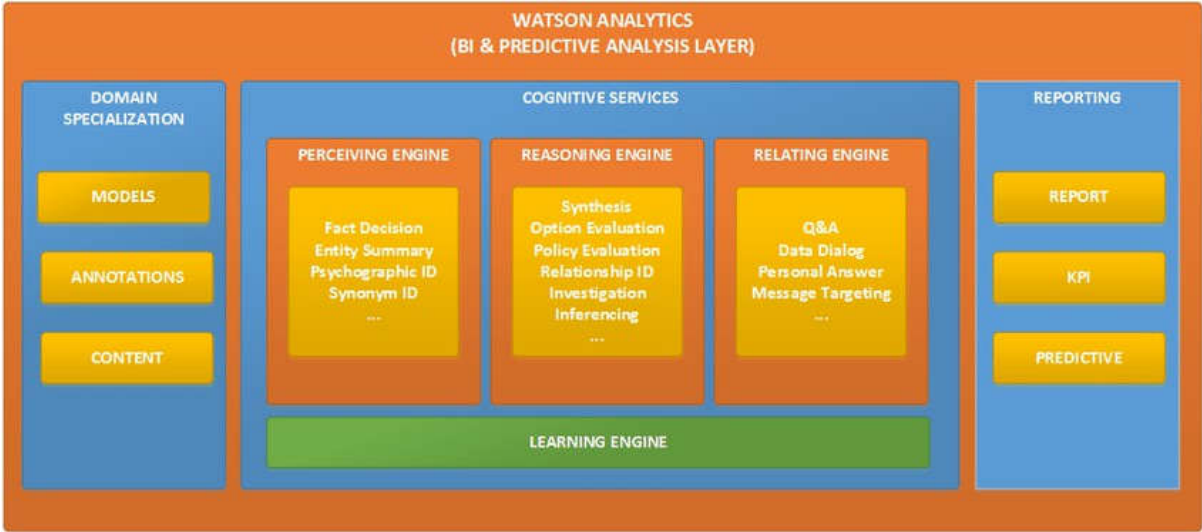 WATSON ANALYTICS
(BI & PREDICTIVE ANALYSIS LAYER)
DOMAIN
SPECIALIZATION
MODELS
ANNOTATIONS
CONTENT
COGNITIVE SERVICES
PERCEIVING ENGINE
Fact Decision
Entity Summary
Psychographic ID
Synonym ID
...
REASONING ENGINE
Synthesis
Option Evaluation
Policy Evaluation
Relationship ID
Investigation
Inferencing
...
RELATING ENGINE
Q&A
Data Dialog
Personal Answer
Message Targeting
...
LEARNING ENGINE
REPORTING
REPORT
KPI
PREDICTIVE